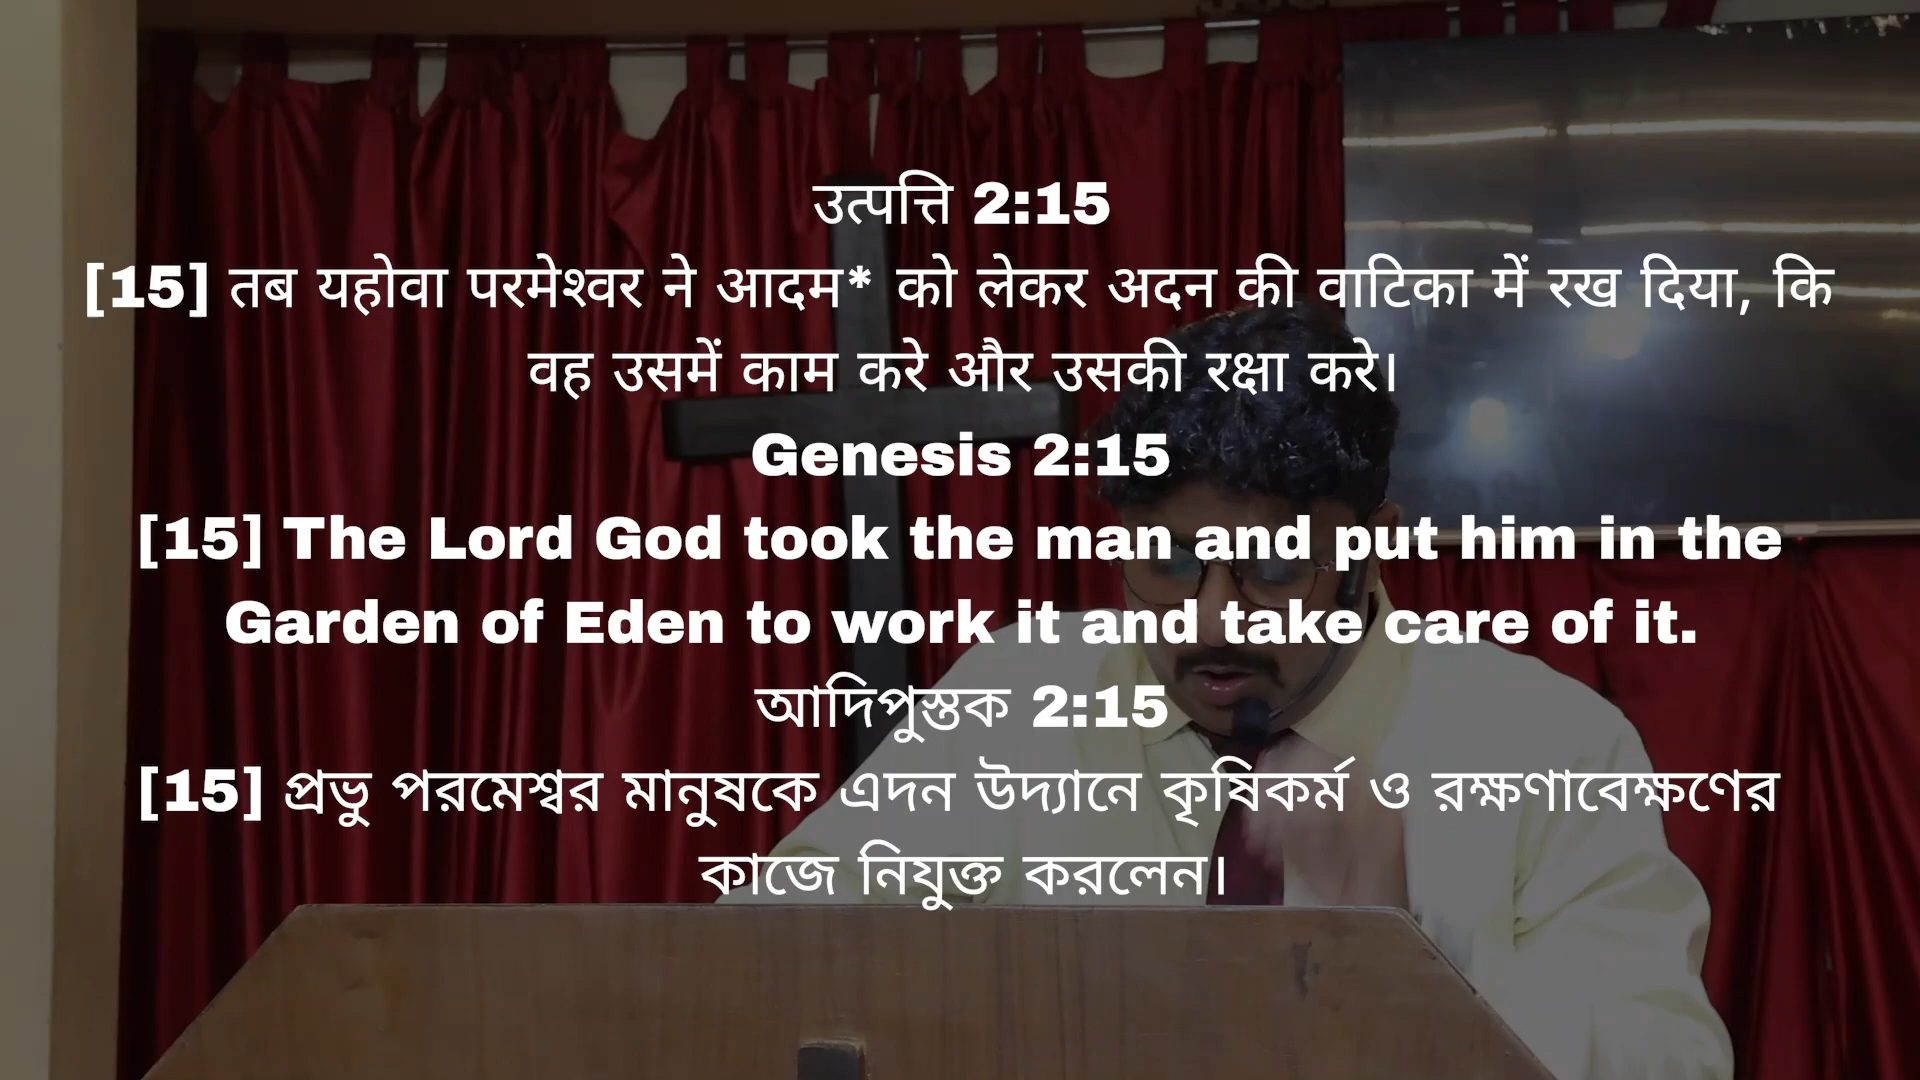 उत्पत्ति 2:15
[15] तब यहोवा परमेश्वर ने आदम* को लेकर अदन की वाटिका में रख दिया, कि
वह उसमें काम करे और उसकी रक्षा करे।
Genesis 2:15
[15] The Lord God took the man and put him in the
Garden of Eden to work it and take care of it.
আদিপুস্তক 2:15
[15] প্রভু পরমেশ্বর মানুষকে এদন উদ্যানে কৃষিকর্ম ও রক্ষণাবেক্ষণের
কাজে নিযুক্ত করলেন।